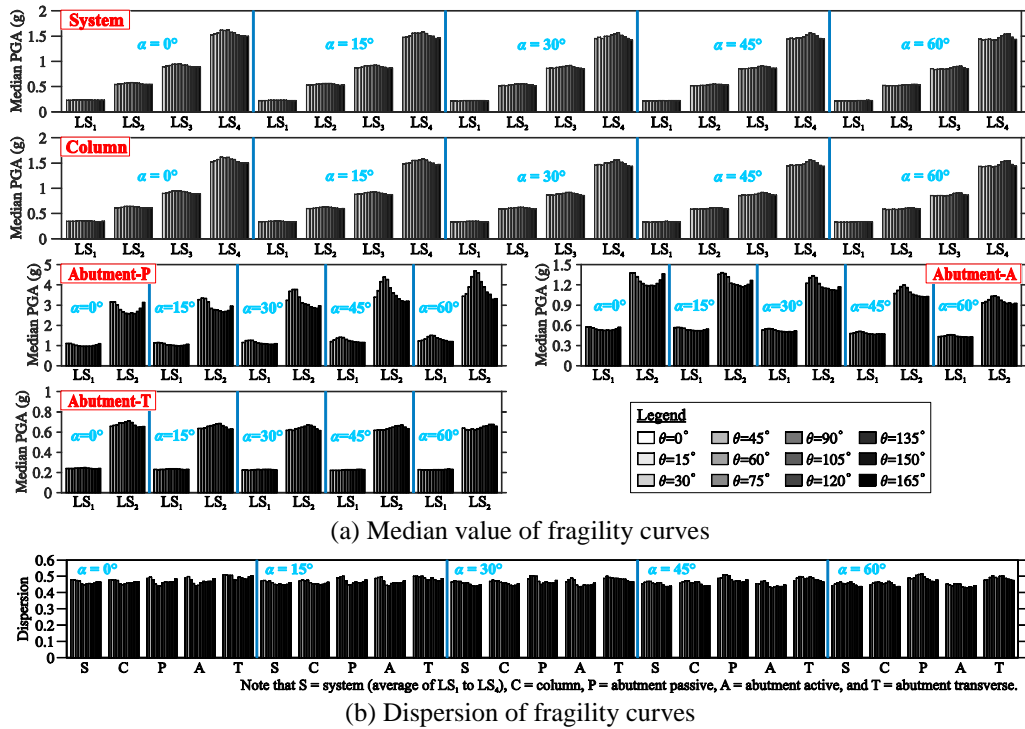 System
Median PGA (g)
2
1.5
1
0.5
0
α = 0°
α = 15°
α = 30°
α = 45°
α = 60°
LS₁ LS₂ LS₃ LS₄ LS₁ LS₂ LS₃ LS₄ LS₁ LS₂ LS₃ LS₄ LS₁ LS₂ LS₃ LS₄ LS₁ LS₂ LS₃ LS₄
Column
Median PGA (g)
2
1.5
1
0.5
0
α = 0°
α = 15°
α = 30°
α = 45°
α = 60°
LS₁ LS₂ LS₃ LS₄ LS₁ LS₂ LS₃ LS₄ LS₁ LS₂ LS₃ LS₄ LS₁ LS₂ LS₃ LS₄ LS₁ LS₂ LS₃ LS₄
Abutment-P
Median PGA (g)
5
4
3
2
1
0
α=0°
α=15°
α=30°
α=45°
α=60°
LS₁ LS₂ LS₁ LS₂ LS₁ LS₂ LS₁ LS₂ LS₁ LS₂
Abutment-A
Median PGA (g)
1.5
1.2
0.9
0.6
0.3
0
α=0°
α=15°
α=30°
α=45°
α=60°
LS₁ LS₂ LS₁ LS₂ LS₁ LS₂ LS₁ LS₂ LS₁ LS₂
Abutment-T
Median PGA (g)
1
0.8
0.6
0.4
0.2
0
α=0°
α=15°
α=30°
α=45°
α=60°
LS₁ LS₂ LS₁ LS₂ LS₁ LS₂ LS₁ LS₂ LS₁ LS₂
Legend
θ=0° θ=45° θ=90° θ=135°
θ=15° θ=60° θ=105° θ=150°
θ=30° θ=75° θ=120° θ=165°
(a) Median value of fragility curves
Dispersion
0.6
0.5
0.4
0.3
0.2
0.1
0
α = 0°
α = 15°
α = 30°
α = 45°
α = 60°
S C P A T S C P A T S C P A T S C P A T S C P A T
Note that S = system (average of LS₁ to LS₄), C = column, P = abutment passive, A = abutment active, and T = abutment transverse.
(b) Dispersion of fragility curves